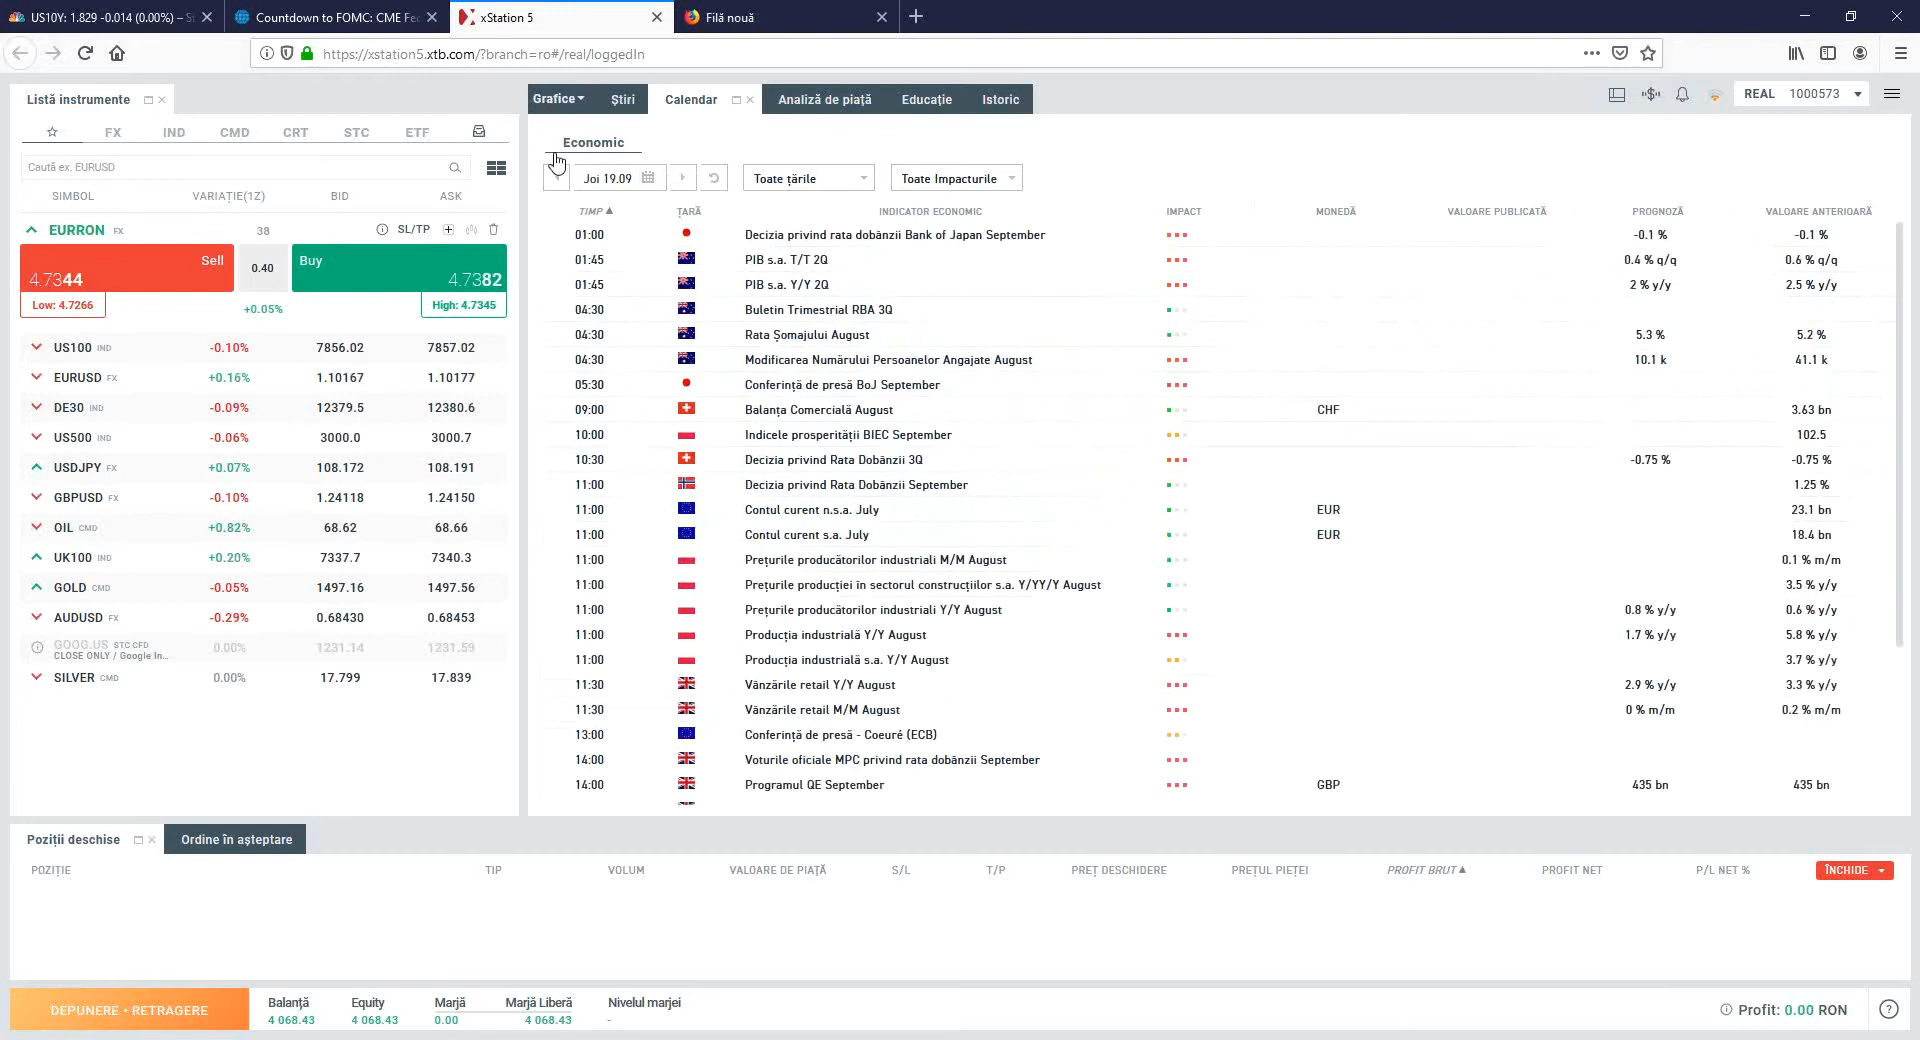 US10Y: 1.829 -0.014 (0.00%) – S
Countdown to FOMC: CME Fed
xStation 5
Filă nouă
https://xstation5.xtb.com/?branch=ro#/real/loggedIn
Listă instrumente
Grafice
Știri
Calendar
Analiză de piață
Educație
Istoric
REAL 1000573
FX IND CMD CRT STC ETF
Economic
Caută ex. EURUSD
Joi 19.09
Toate țările
Toate Impacturile
SIMBOL VARIAȚIE(1Z) BID ASK
EURRON FX 38 SL/TP
Sell
4.7344
0.40
Buy
4.7382
Low: 4.7266
+0.05%
High: 4.7345
US100 IND -0.10% 7856.02 7857.02
EURUSD FX +0.16% 1.10167 1.10177
DE30 IND -0.09% 12379.5 12380.6
US500 IND -0.06% 3000.0 3000.7
USDJPY FX +0.07% 108.172 108.191
GBPUSD FX -0.10% 1.24118 1.24150
OIL CMD +0.82% 68.62 68.66
UK100 IND +0.20% 7337.7 7340.3
GOLD CMD -0.05% 1497.16 1497.56
AUDUSD FX -0.29% 0.68430 0.68453
GOOG.US STC CFD 0.00% 1231.14 1231.59
CLOSE ONLY / Google In...
SILVER CMD 0.00% 17.799 17.839
TIMP ȚARĂ INDICATOR ECONOMIC IMPACT MONEDĂ VALOARE PUBLICATĂ PROGNOZĂ VALOARE ANTERIOARĂ
01:00 Decizia privind rata dobânzii Bank of Japan September -0.1 % -0.1 %
01:45 PIB s.a. T/T 2Q 0.4 % q/q 0.6 % q/q
01:45 PIB s.a. Y/Y 2Q 2 % y/y 2.5 % y/y
04:30 Buletin Trimestrial RBA 3Q
04:30 Rata Șomajului August 5.3 % 5.2 %
04:30 Modificarea Numărului Persoanelor Angajate August 10.1 k 41.1 k
05:30 Conferință de presă BoJ September
09:00 Balanța Comercială August CHF 3.63 bn
10:00 Indicele prosperității BIEC September 102.5
10:30 Decizia privind Rata Dobânzii 3Q -0.75 % -0.75 %
11:00 Decizia privind Rata Dobânzii September 1.25 %
11:00 Contul curent n.s.a. July EUR 23.1 bn
11:00 Contul curent s.a. July EUR 18.4 bn
11:00 Prețurile producătorilor industriali M/M August 0.1 % m/m
11:00 Prețurile producției în sectorul construcțiilor s.a. Y/YY/Y August 3.5 % y/y
11:00 Prețurile producătorilor industriali Y/Y August 0.8 % y/y 0.6 % y/y
11:00 Producția industrială Y/Y August 1.7 % y/y 5.8 % y/y
11:00 Producția industrială s.a. Y/Y August 3.7 % y/y
11:30 Vânzările retail Y/Y August 2.9 % y/y 3.3 % y/y
11:30 Vânzările retail M/M August 0 % m/m 0.2 % m/m
13:00 Conferință de presă - Coeuré (ECB)
14:00 Voturile oficiale MPC privind rata dobânzii September
14:00 Programul QE September GBP 435 bn 435 bn
Poziții deschise
Ordine în așteptare
POZIȚIE TIP VOLUM VALOARE DE PIAȚĂ S/L T/P PREȚ DESCHIDERE PREȚUL PIEȚEI PROFIT BRUT PROFIT NET P/L NET % ÎNCHIDE
DEPUNERE • RETRAGERE
Balanță Equity Marjă Marjă Liberă Nivelul marjei
4 068.43 4 068.43 0.00 4 068.43 -
Profit: 0.00 RON